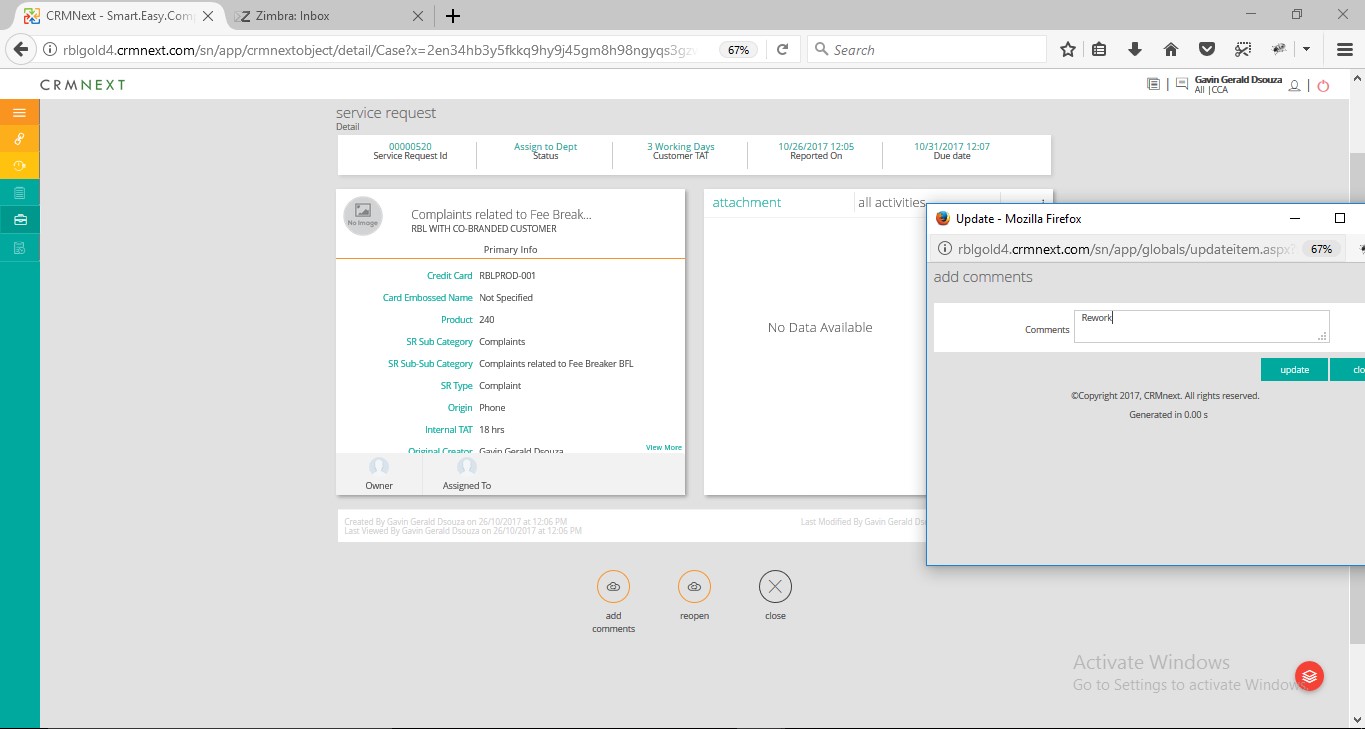 CRMNext - Smart.Easy.Com
Zimbra: Inbox
rblgold4.crmnext.com/sn/app/crmnextobject/detail/Case?x=2en34hb3y5fkkq9hy9j45gm8h98ngyqs3gzw
67%
Search
CRMNEXT
Gavin Gerald Dsouza
All |CCA
service request
Detail
00000520
Service Request Id
Assign to Dept
Status
3 Working Days
Customer TAT
10/26/2017 12:05
Reported On
10/31/2017 12:07
Due date
No Image
Complaints related to Fee Break...
RBL WITH CO-BRANDED CUSTOMER
Primary Info
Credit Card RBLPROD-001
Card Embossed Name Not Specified
Product 240
SR Sub Category Complaints
SR Sub-Sub Category Complaints related to Fee Breaker BFL
SR Type Complaint
Origin Phone
Internal TAT 18 hrs
Original Creator Gavin Gerald Dsouza
View More
Owner
Assigned To
attachment
all activities
No Data Available
Update - Mozilla Firefox
rblgold4.crmnext.com/sn/app/globals/updateitem.aspx?
67%
add comments
Comments
Rework
update
clo
©Copyright 2017, CRMnext. All rights reserved.
Generated in 0.00 s
Created By Gavin Gerald Dsouza on 26/10/2017 at 12:06 PM
Last Viewed By Gavin Gerald Dsouza on 26/10/2017 at 12:06 PM
Last Modified By Gavin Gerald Ds
add
comments
reopen
close
Activate Windows
Go to Settings to activate Windows.